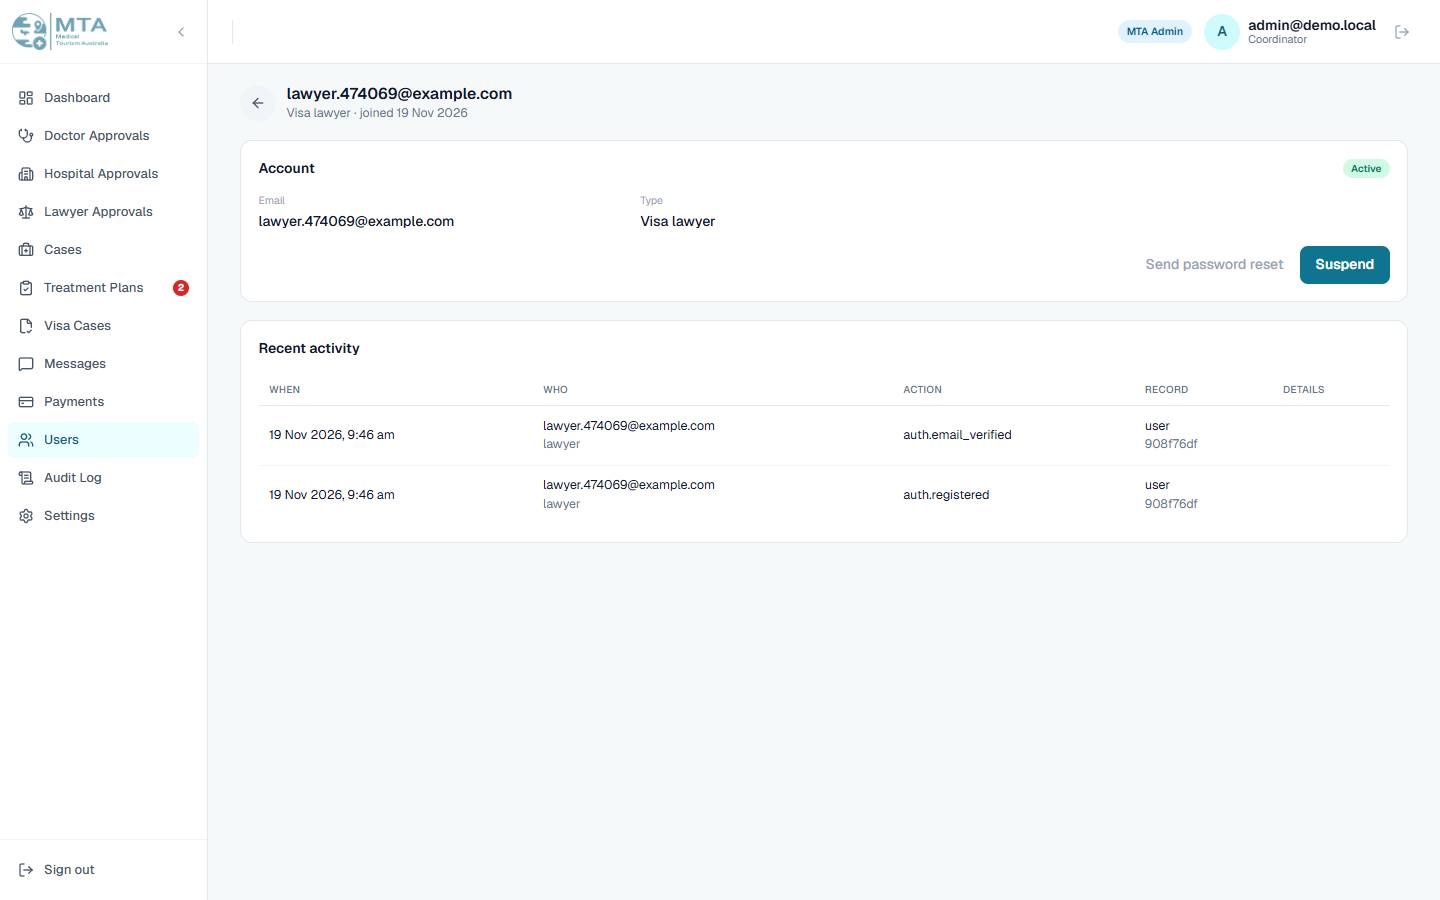 MTA
Medical
Tourism Australia
MTA Admin
A
admin@demo.local
Coordinator
Dashboard
Doctor Approvals
Hospital Approvals
Lawyer Approvals
Cases
Treatment Plans
2
Visa Cases
Messages
Payments
Users
Audit Log
Settings
Sign out
lawyer.474069@example.com
Visa lawyer · joined 19 Nov 2026
Account
Active
Email
Type
lawyer.474069@example.com
Visa lawyer
Send password reset
Suspend
Recent activity
WHEN WHO ACTION RECORD DETAILS
19 Nov 2026, 9:46 am lawyer.474069@example.com auth.email_verified user
lawyer 908f76df
19 Nov 2026, 9:46 am lawyer.474069@example.com auth.registered user
lawyer 908f76df